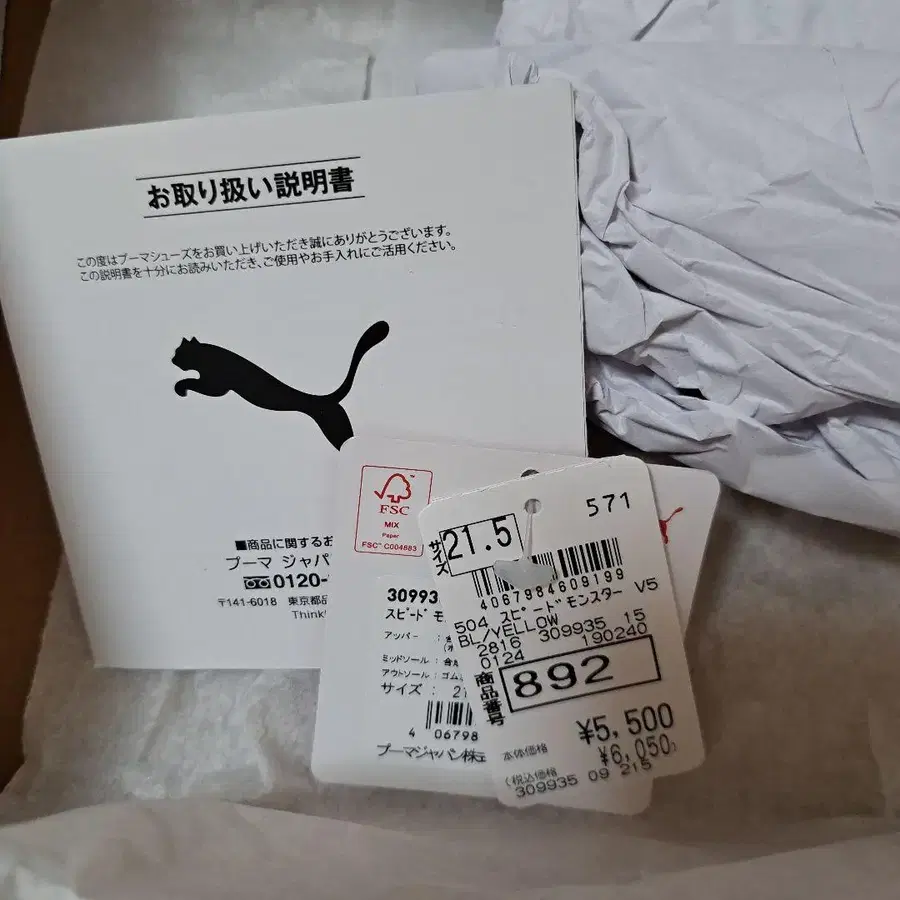 お取り扱い説明書
この度はプーマシューズをお買い上げいただき誠にありがとうございます。
この説明書を十分にお読みいただき、ご使用やお手入れにご活用ください。
■商品に関するお
プーマ ジャパ
0120-
〒141-6018 東京都品
Think!
FSC
MIX
Paper
FSC™ C004883
30993
スピード モ
アッパー :
ミッドソール : 合
アウトソール : ゴム
サイズ : 21
4 06798
プーマジャパン株
571
サイズ
21.5
4067984609199
504 スピードモンスター V5
BL/YELLOW 15
2816 309935
0124 190240
商品番号
892
¥5,500
本体価格
¥6,050
(税込価格
309935 09 215